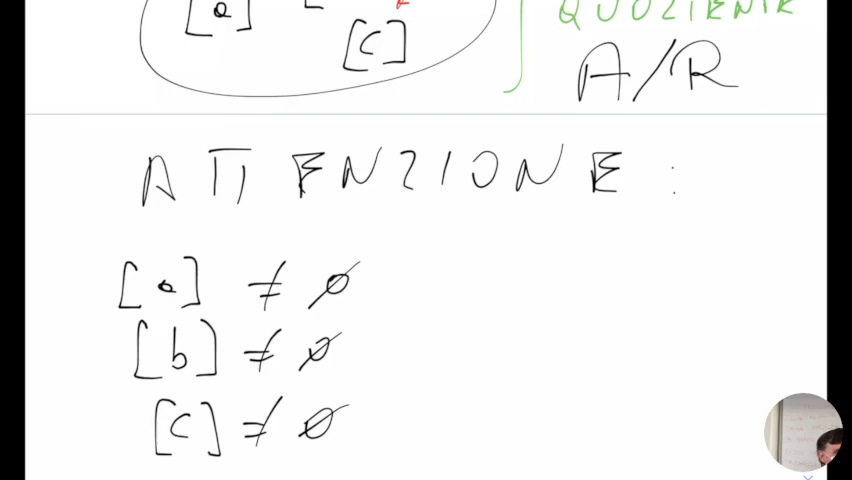 [a]
[c]
QUOZIENTE
A/R
ATTENZIONE:
[a] ≠ ∅
[b] ≠ ∅
[c] ≠ ∅